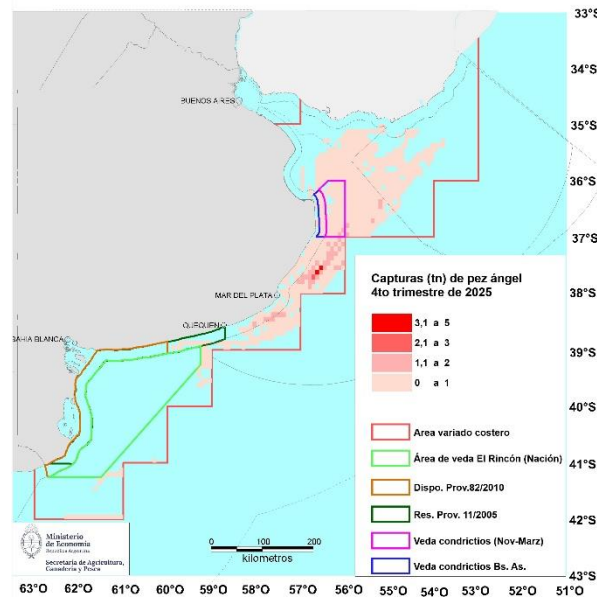 33°S
34°S
BUENOS AIRES
35°S
36°S
37°S
Capturas (tn) de pez ángel
4to trimestre de 2025
3,1 a 5
2,1 a 3
1,1 a 2
0 a 1
MAR DEL PLATA
38°S
QUEQUEN
BAHIA BLANCA
39°S
40°S
Area variado costero
Área de veda El Rincón (Nación)
41°S
Dispo. Prov.82/2010
Res. Prov. 11/2005
42°S
Veda condrictios (Nov-Marz)
Veda condrictios Bs. As.
43°S
Ministerio
de Economía
República Argentina
Secretaría de Agricultura,
Ganadería y Pesca
0 100 200
kilometros
63°O 62°O 61°O 60°O 59°O 58°O 57°O 56°O 55°O 54°O 53°O 52°O 51°O